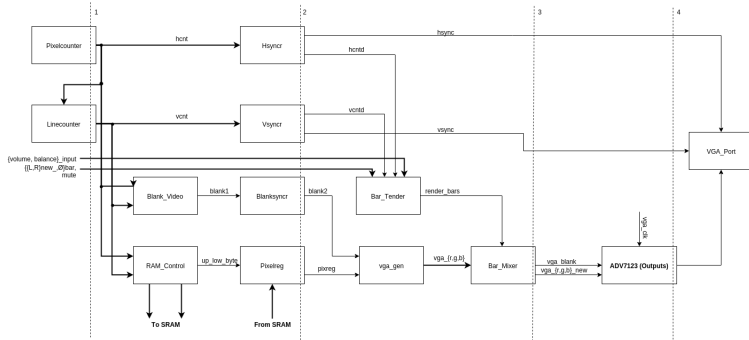 1
2
3
4
Pixelcounter
hcnt
Hsyncr
hsync
hcntd
Linecounter
vcnt
Vsyncr
vcntd
vsync
VGA_Port
{volume, balance}_input
{{L,R}new_,Ø}bar,
mute
Blank_Video
blank1
Blanksyncr
blank2
Bar_Tender
render_bars
vga_clk
RAM_Control
up_low_byte
Pixelreg
pixreg
vga_gen
vga_{r,g,b}
Bar_Mixer
vga_blank
vga_{r,g,b}_new
ADV7123 (Outputs)
To SRAM
From SRAM